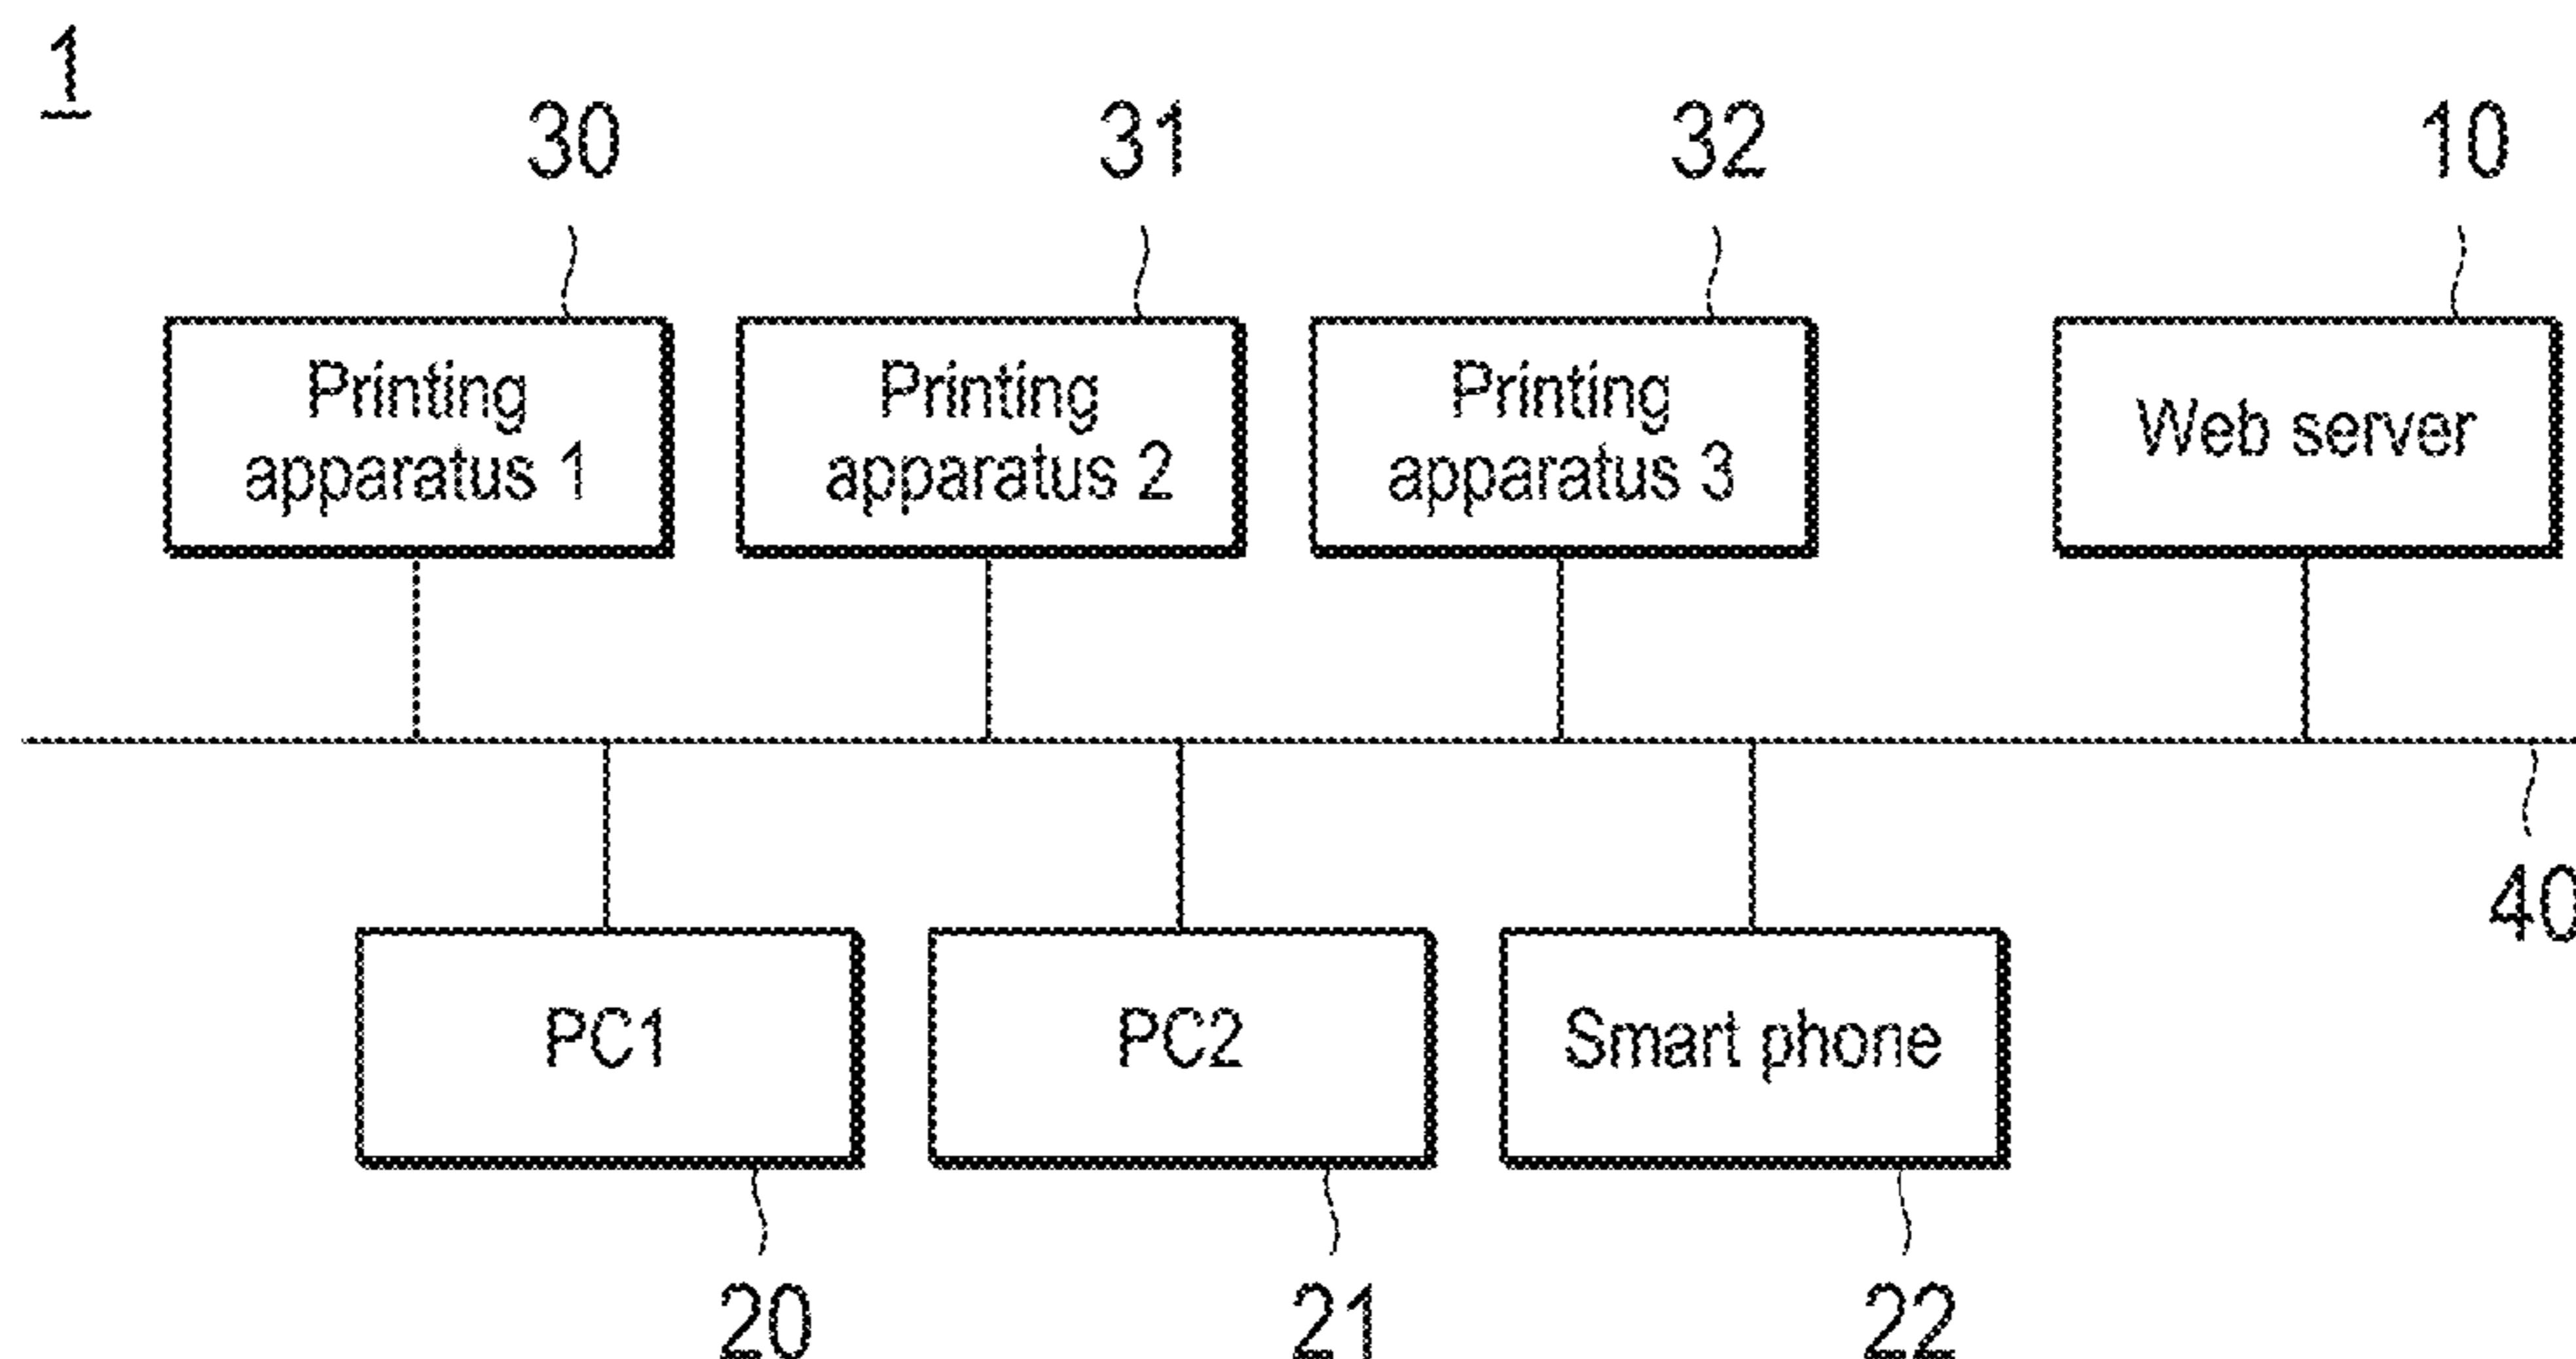 1
30
31
32
10
Printing
apparatus 1
Printing
apparatus 2
Printing
apparatus 3
Web server
40
PC1
PC2
Smart phone
20
21
22